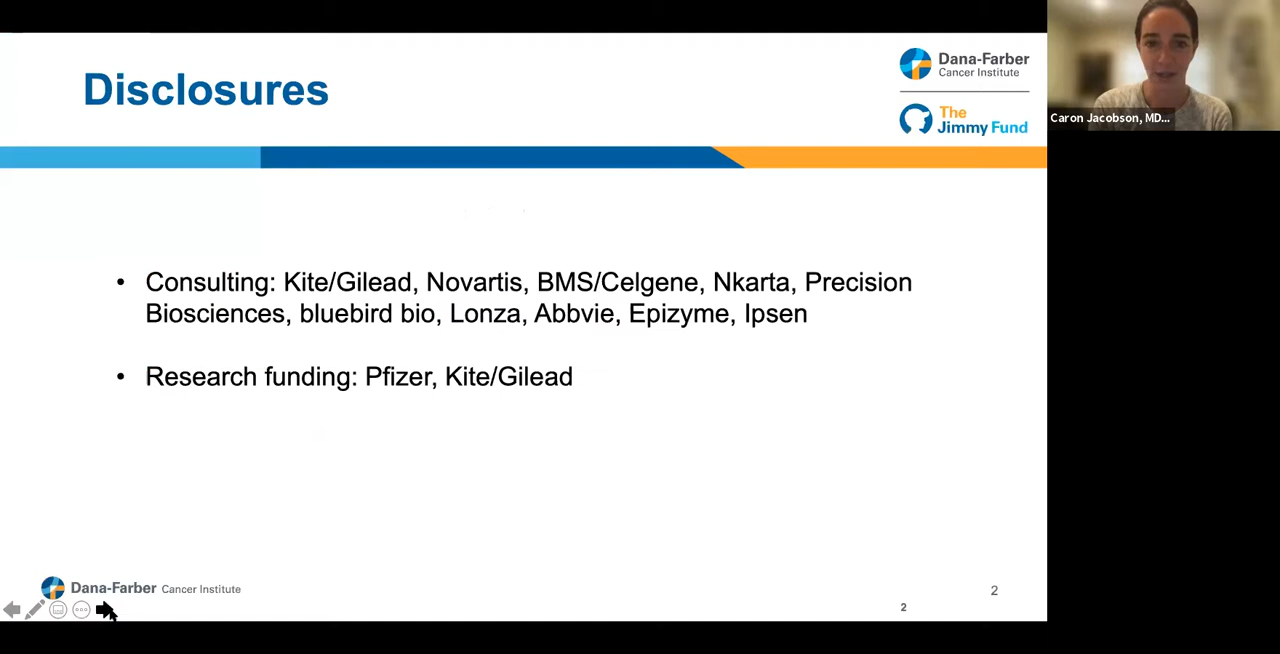 Disclosures
Dana-Farber
Cancer Institute
The
Jimmy Fund
Caron Jacobson, MD...
• Consulting: Kite/Gilead, Novartis, BMS/Celgene, Nkarta, Precision
Biosciences, bluebird bio, Lonza, Abbvie, Epizyme, Ipsen
• Research funding: Pfizer, Kite/Gilead
Dana-Farber Cancer Institute
2
2